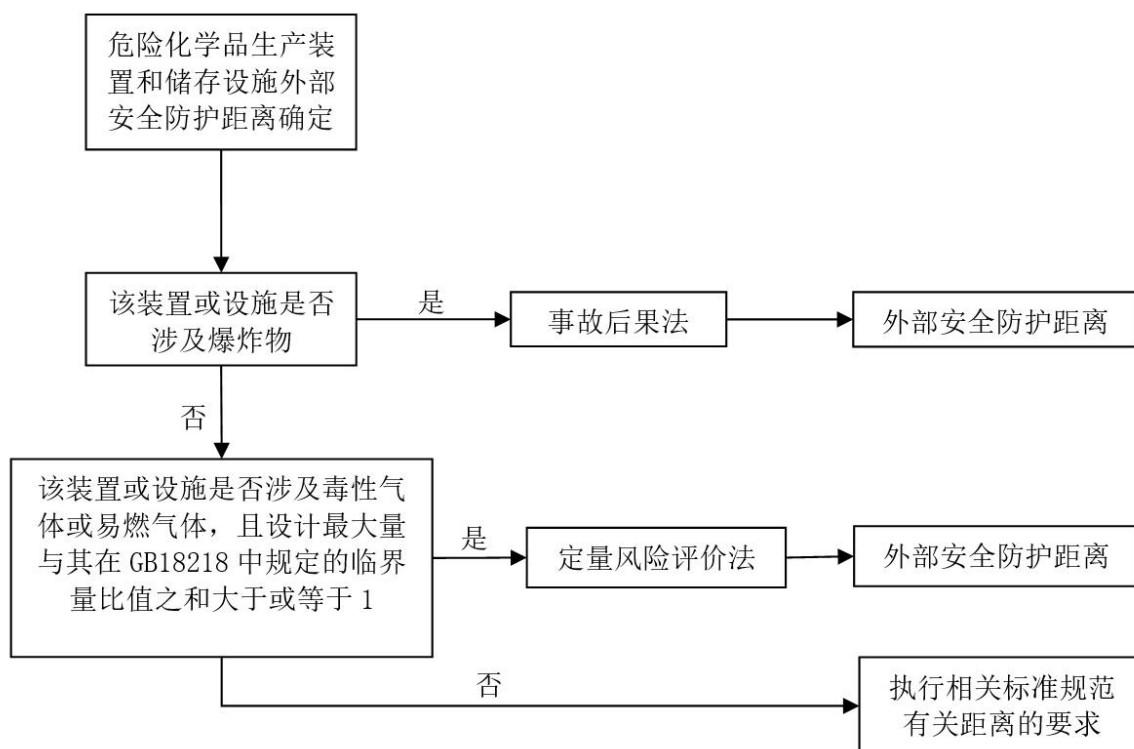 危险化学品生产装
置和储存设施外部
安全防护距离确定
该装置或设施是否
涉及爆炸物
是
事故后果法
外部安全防护距离
否
该装置或设施是否涉及毒性气
体或易燃气体，且设计最大量
与其在 GB18218 中规定的临界
量比值之和大于或等于 1
是
定量风险评价法
外部安全防护距离
否
执行相关标准规范
有关距离的要求